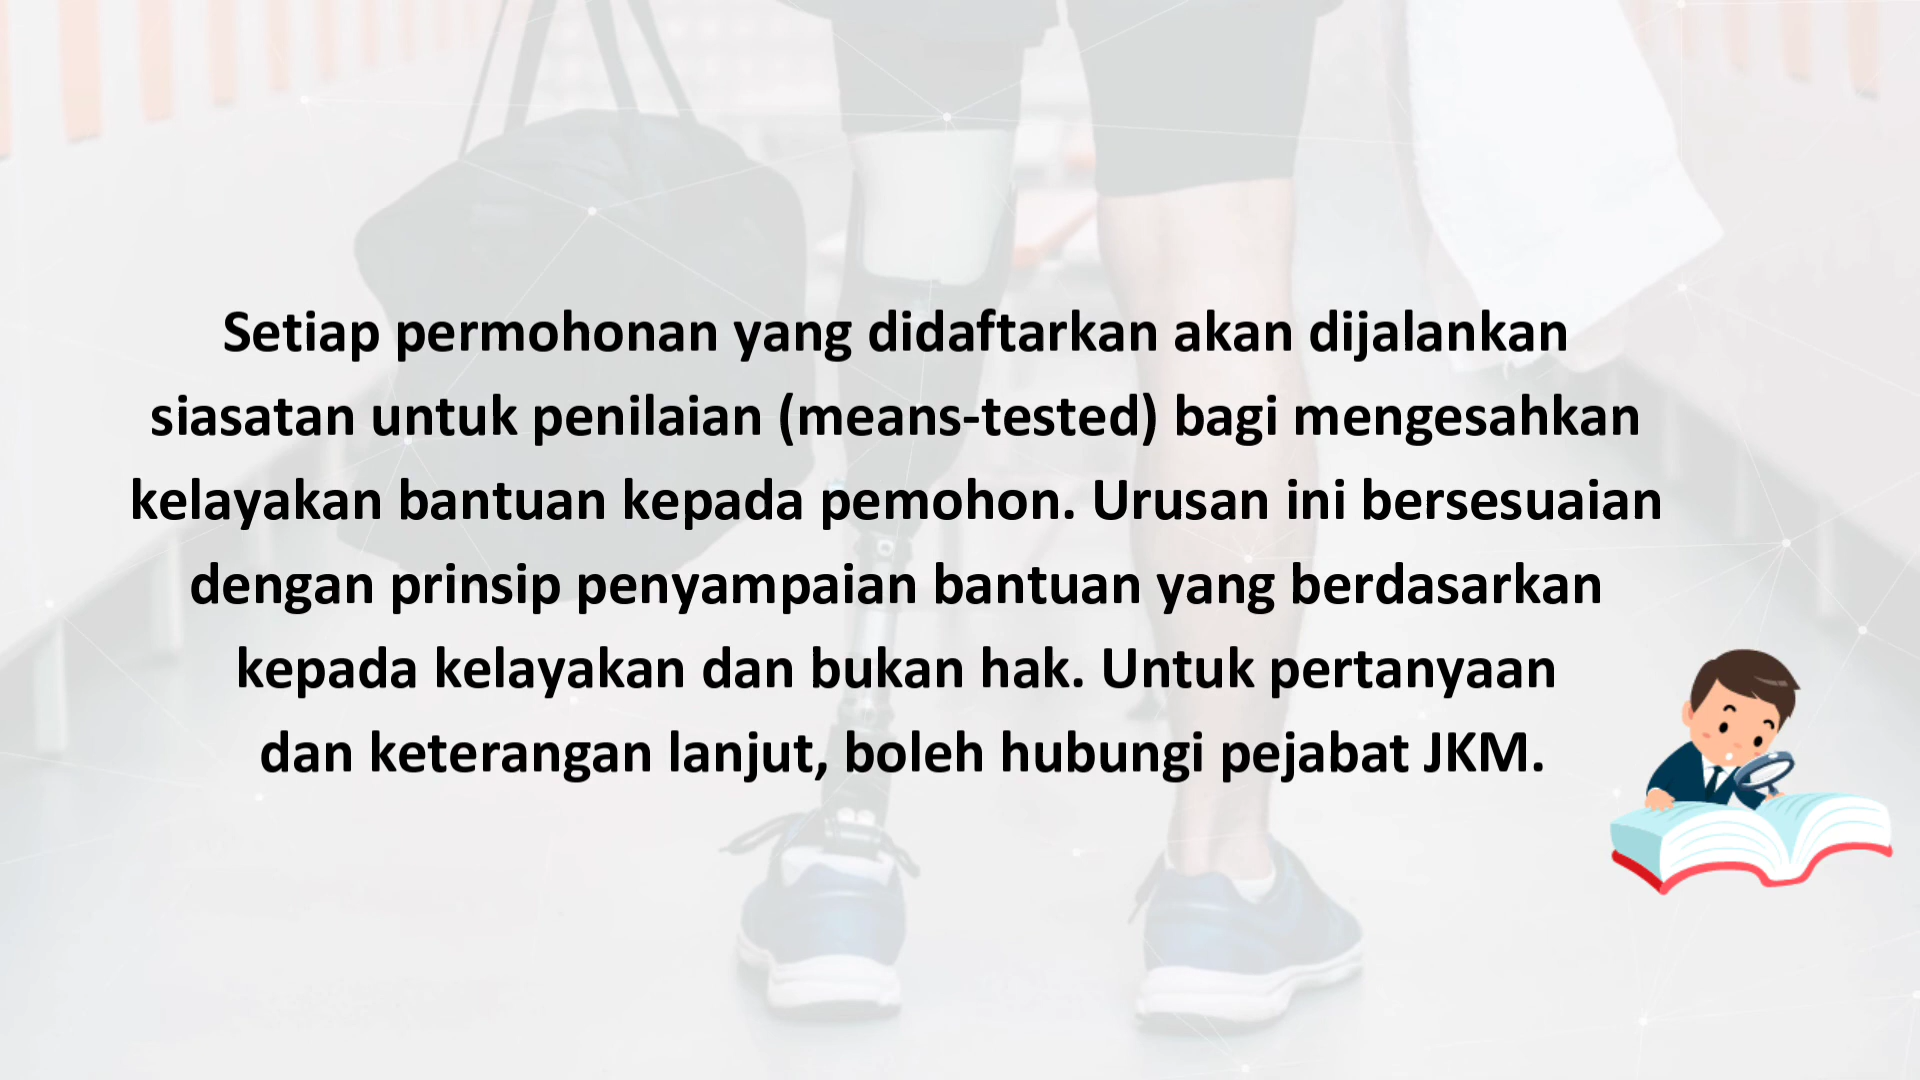 Setiap permohonan yang didaftarkan akan dijalankan
siasatan untuk penilaian (means-tested) bagi mengesahkan
kelayakan bantuan kepada pemohon. Urusan ini bersesuaian
dengan prinsip penyampaian bantuan yang berdasarkan
kepada kelayakan dan bukan hak. Untuk pertanyaan
dan keterangan lanjut, boleh hubungi pejabat JKM.